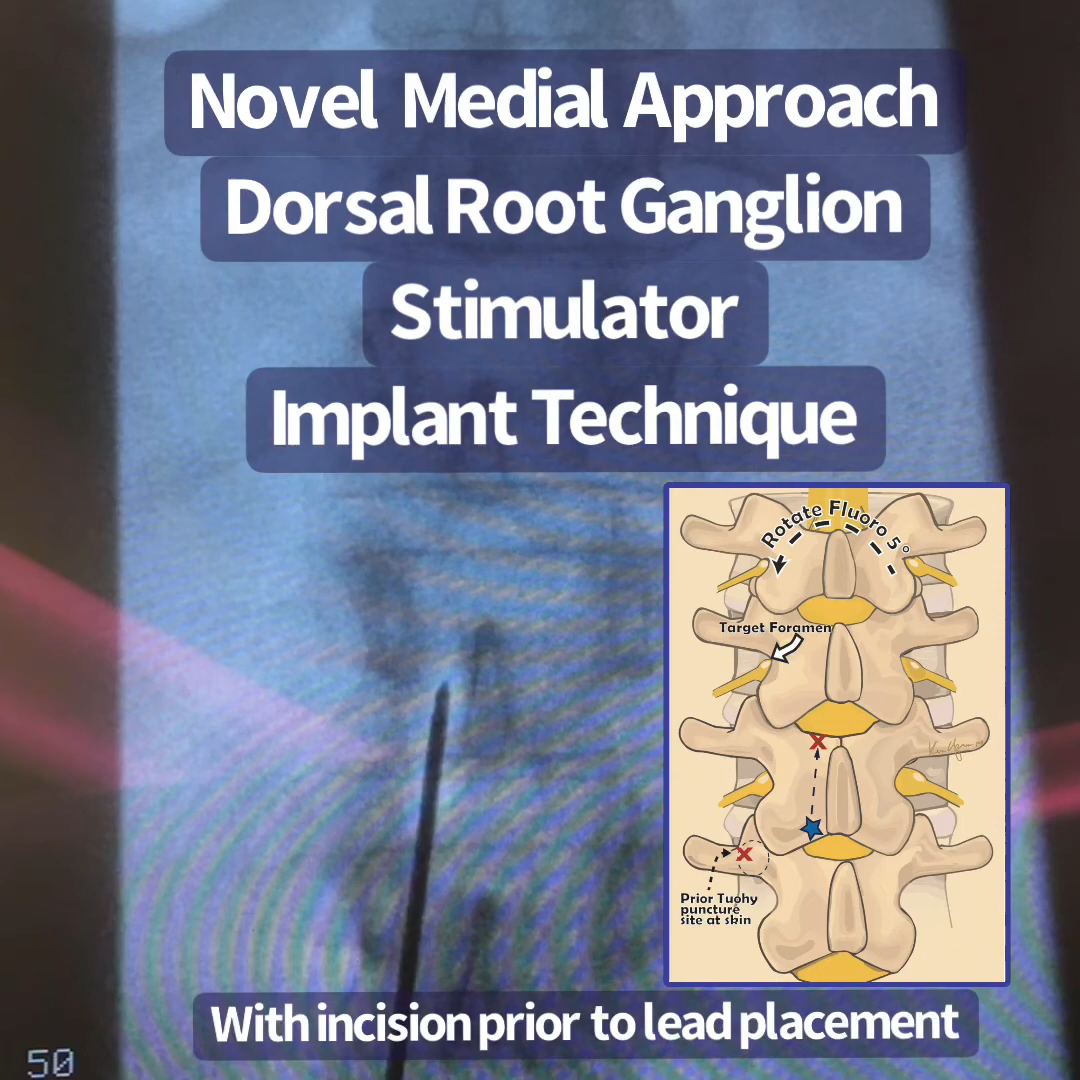 Novel Medial Approach
Dorsal Root Ganglion
Stimulator
Implant Technique
Rotate Fluoro 5°
Target Foramen
X
X
Prior Tuohy
puncture
site at skin
With incision prior to lead placement
50